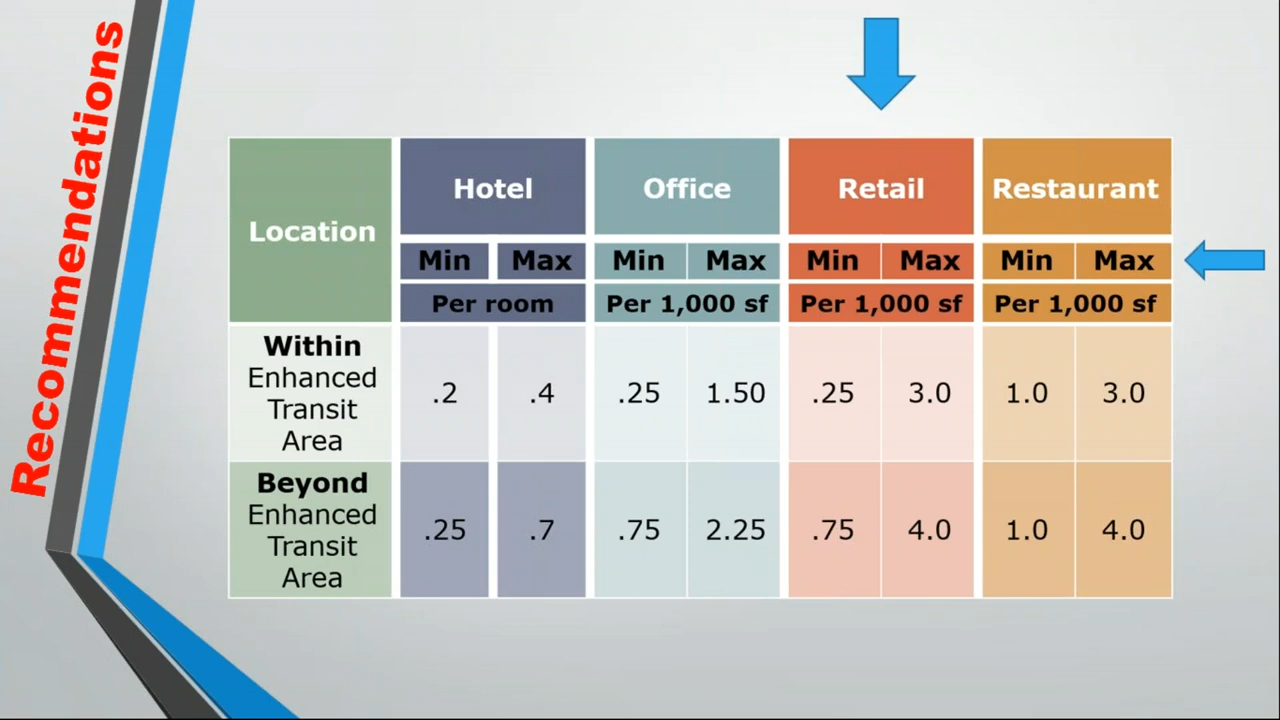 Recommendations
Location
Hotel
Office
Retail
Restaurant
Min
Max
Min
Max
Min
Max
Min
Max
Per room
Per 1,000 sf
Per 1,000 sf
Per 1,000 sf
Within
Enhanced
Transit
Area
.2
.4
.25
1.50
.25
3.0
1.0
3.0
Beyond
Enhanced
Transit
Area
.25
.7
.75
2.25
.75
4.0
1.0
4.0